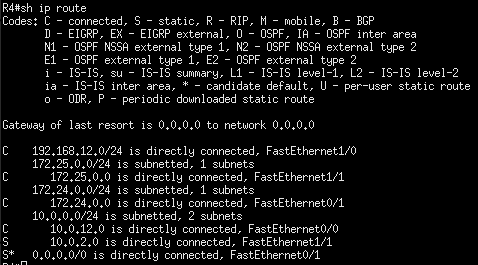 R4#sh ip route
Codes: C - connected, S - static, R - RIP, M - mobile, B - BGP
D - EIGRP, EX - EIGRP external, O - OSPF, IA - OSPF inter area
N1 - OSPF NSSA external type 1, N2 - OSPF NSSA external type 2
E1 - OSPF external type 1, E2 - OSPF external type 2
i - IS-IS, su - IS-IS summary, L1 - IS-IS level-1, L2 - IS-IS level-2
ia - IS-IS inter area, * - candidate default, U - per-user static route
o - ODR, P - periodic downloaded static route
Gateway of last resort is 0.0.0.0 to network 0.0.0.0
C 192.168.12.0/24 is directly connected, FastEthernet1/0
172.25.0.0/24 is subnetted, 1 subnets
C 172.25.0.0 is directly connected, FastEthernet1/1
172.24.0.0/24 is subnetted, 1 subnets
C 172.24.0.0 is directly connected, FastEthernet0/1
10.0.0.0/24 is subnetted, 2 subnets
C 10.0.12.0 is directly connected, FastEthernet0/0
S 10.0.2.0 is directly connected, FastEthernet1/1
S* 0.0.0.0/0 is directly connected, FastEthernet0/1